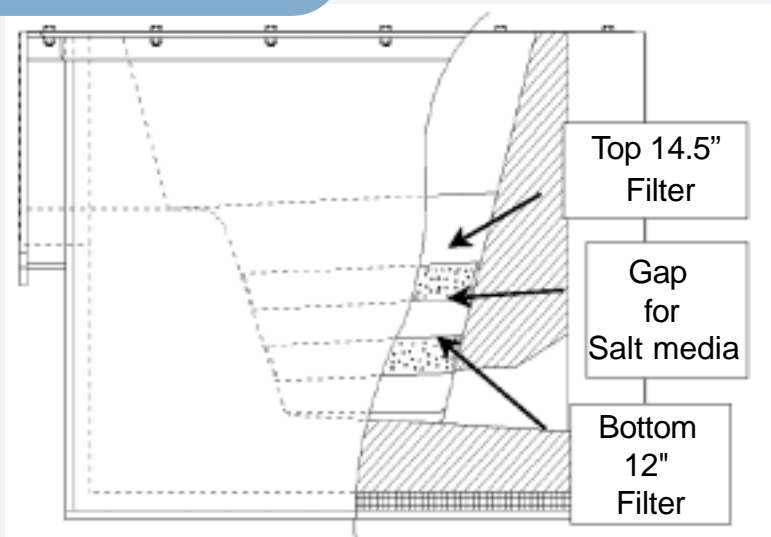 Top 14.5”
Filter
Gap
for
Salt media
Bottom
12"
Filter